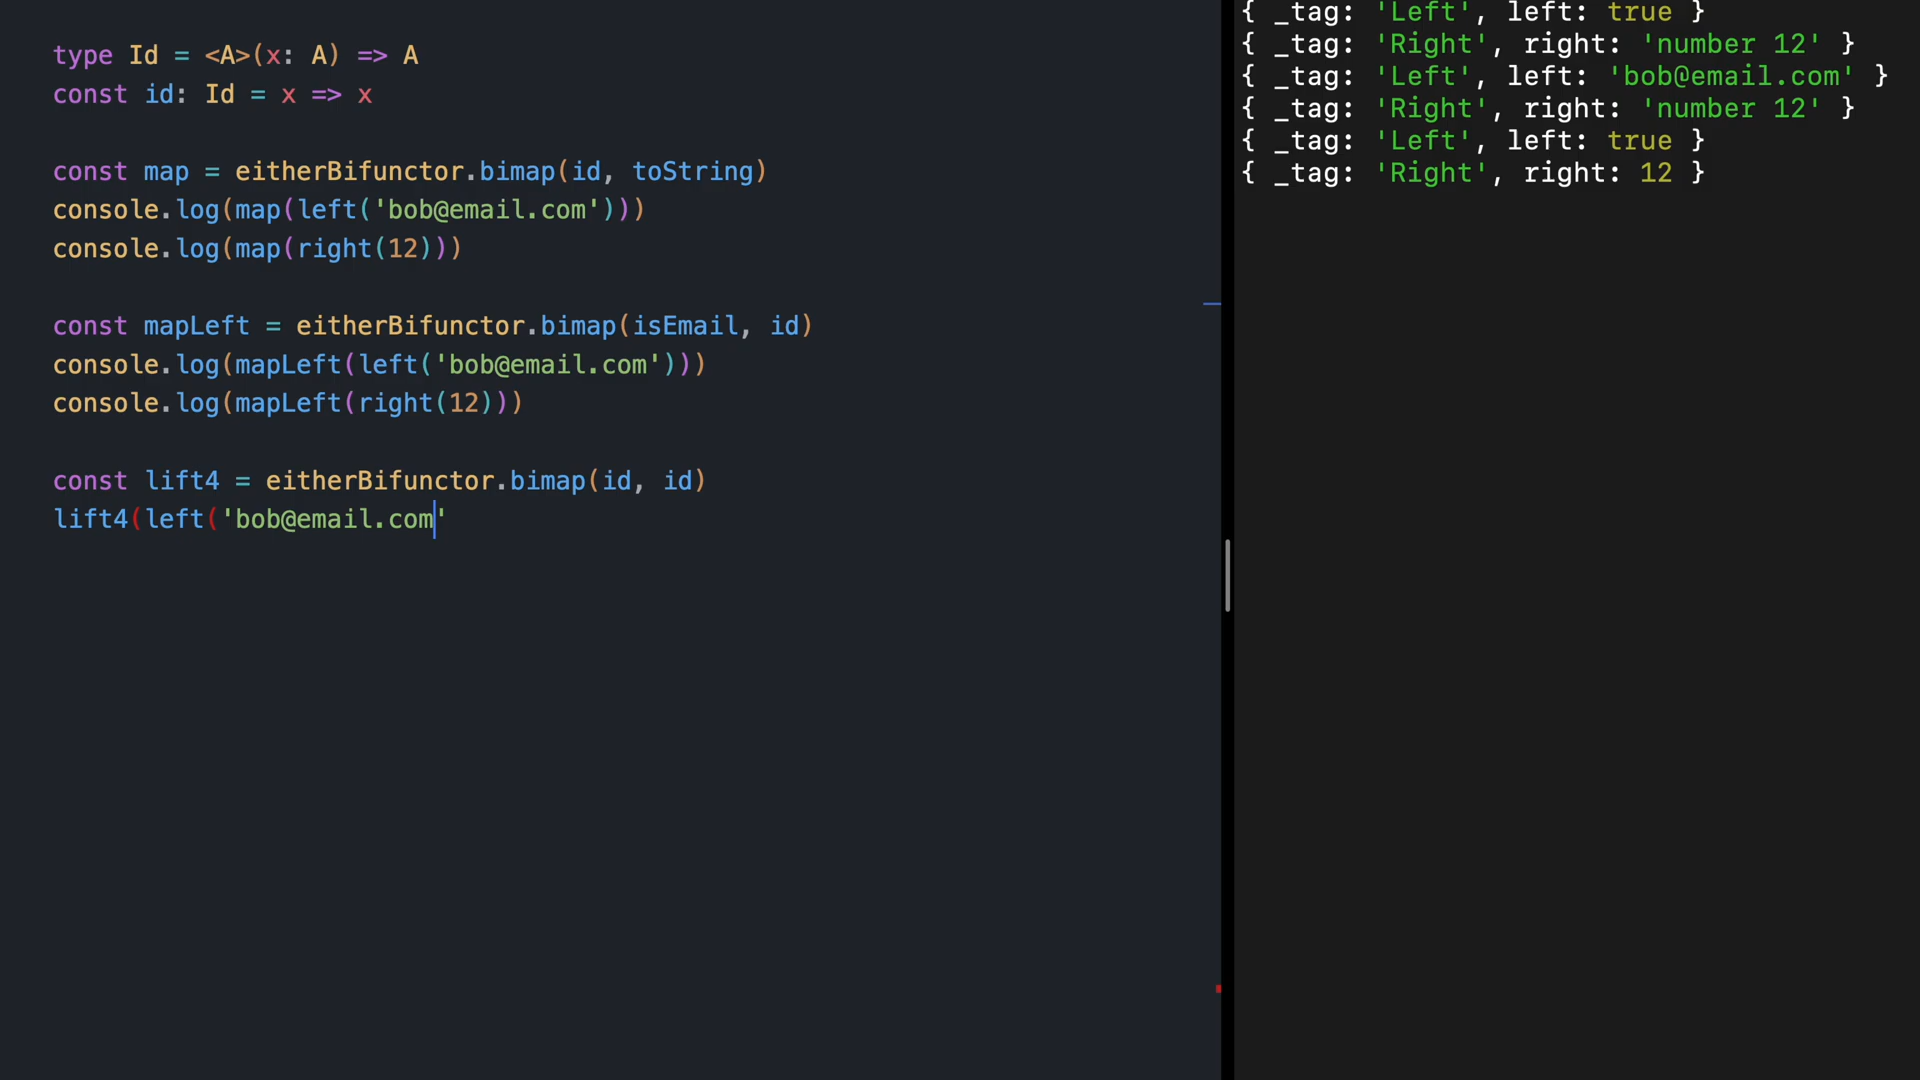 type Id = <A>(x: A) => A
const id: Id = x => x
const map = eitherBifunctor.bimap(id, toString)
console.log(map(left('bob@email.com')))
console.log(map(right(12)))
const mapLeft = eitherBifunctor.bimap(isEmail, id)
console.log(mapLeft(left('bob@email.com')))
console.log(mapLeft(right(12)))
const lift4 = eitherBifunctor.bimap(id, id)
lift4(left('bob@email.com'
{ _tag: 'Left', left: true }
{ _tag: 'Right', right: 'number 12' }
{ _tag: 'Left', left: 'bob@email.com' }
{ _tag: 'Right', right: 'number 12' }
{ _tag: 'Left', left: true }
{ _tag: 'Right', right: 12 }